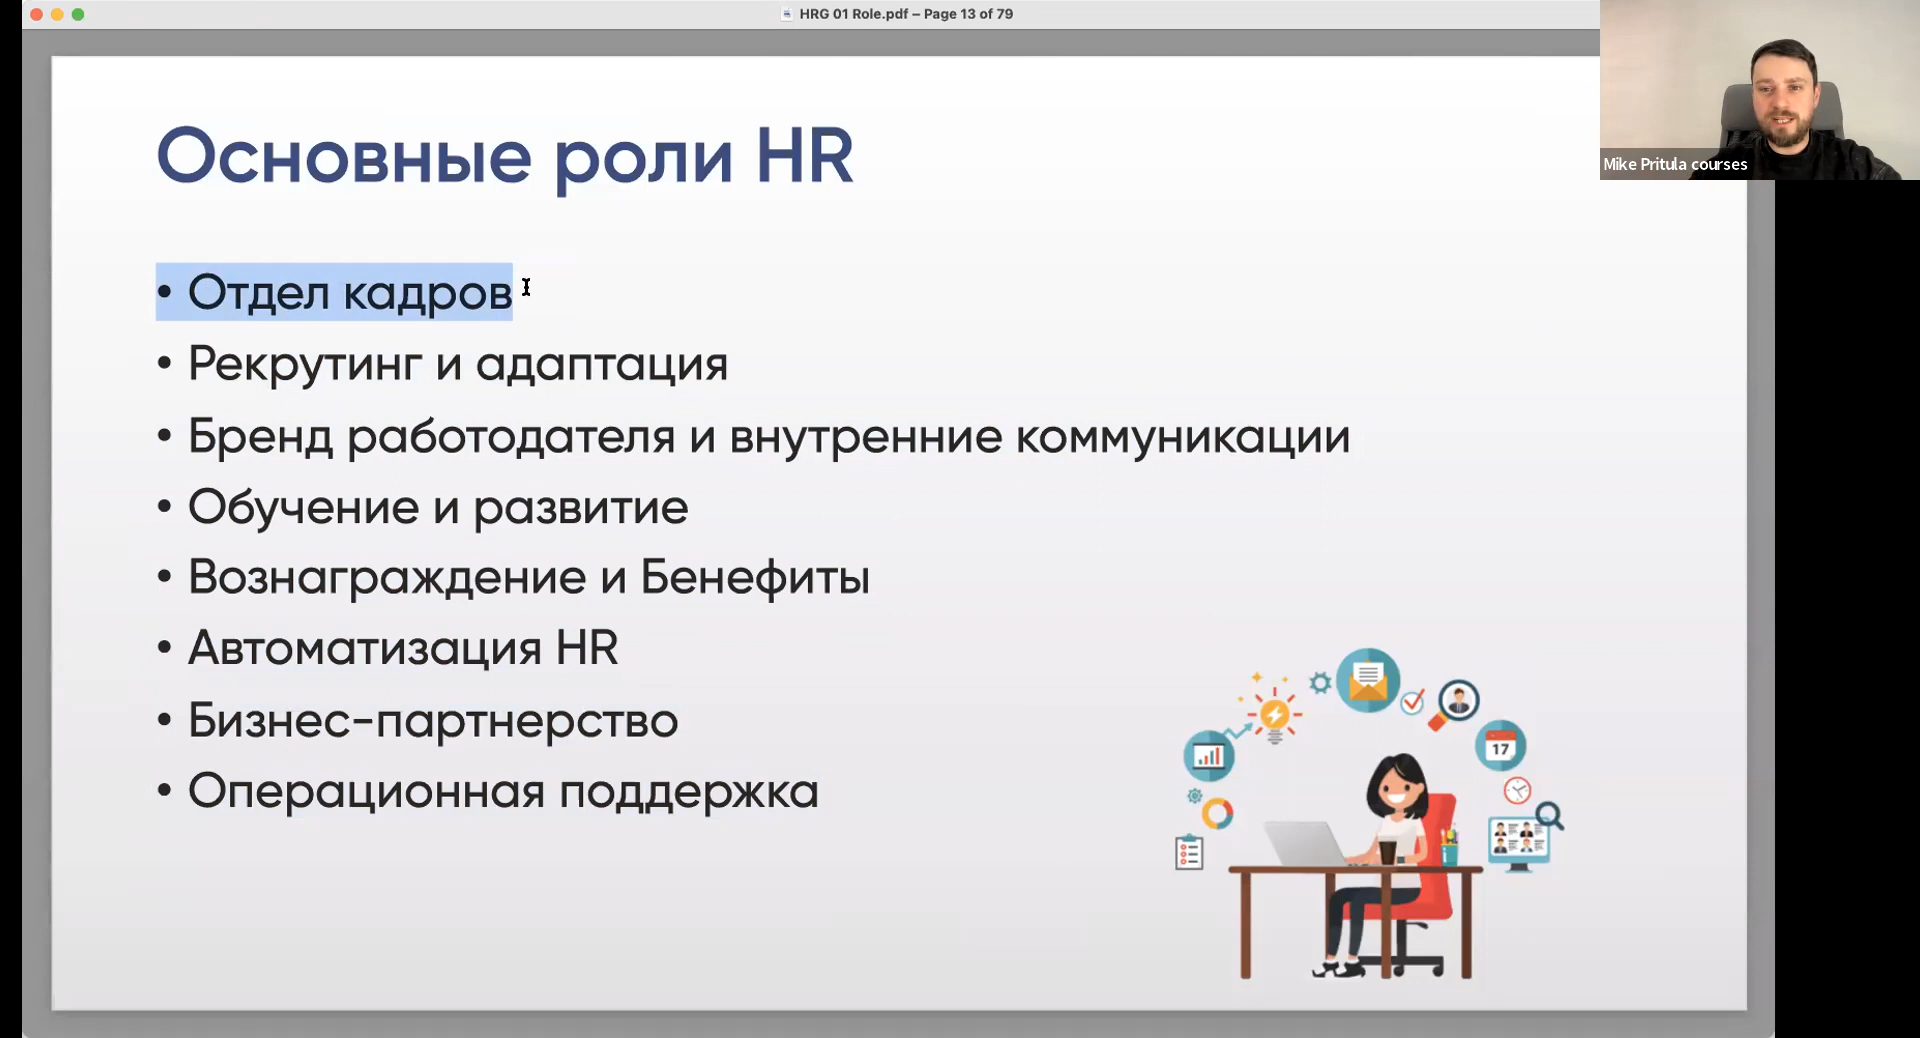 HRG 01 Role.pdf – Page 13 of 79
Mike Pritula courses
Основные роли HR
• Отдел кадров
• Рекрутинг и адаптация
• Бренд работодателя и внутренние коммуникации
• Обучение и развитие
• Вознаграждение и Бенефиты
• Автоматизация HR
• Бизнес-партнерство
• Операционная поддержка
17